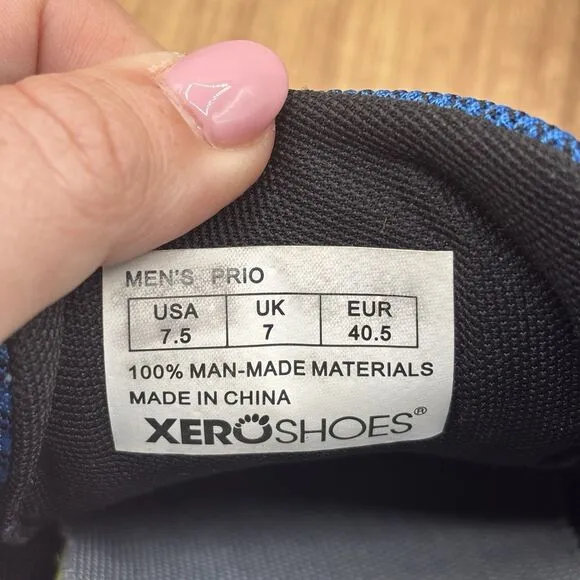 MEN'S PRIO
USA UK EUR
7.5 7 40.5
100% MAN-MADE MATERIALS
MADE IN CHINA
XEROSHOES®